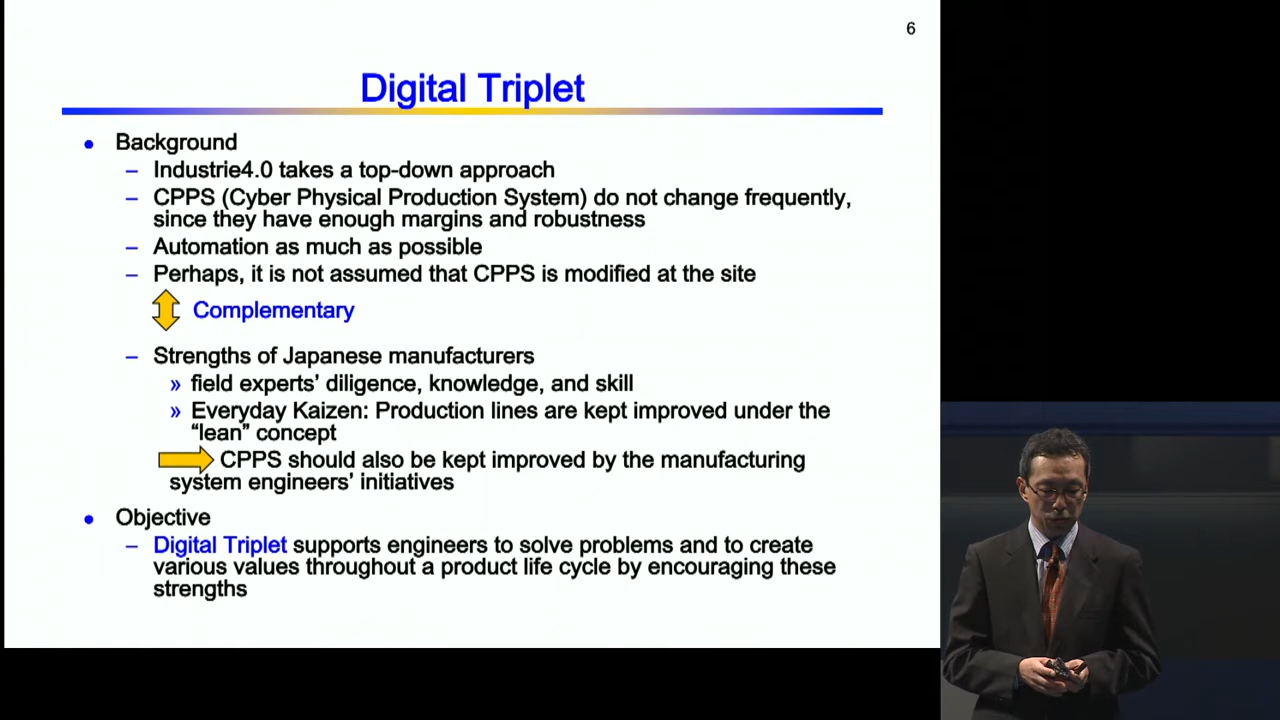 6
Digital Triplet
• Background
– Industrie4.0 takes a top-down approach
– CPPS (Cyber Physical Production System) do not change frequently,
since they have enough margins and robustness
– Automation as much as possible
– Perhaps, it is not assumed that CPPS is modified at the site
Complementary
– Strengths of Japanese manufacturers
» field experts’ diligence, knowledge, and skill
» Everyday Kaizen: Production lines are kept improved under the
“lean” concept
CPPS should also be kept improved by the manufacturing
system engineers’ initiatives
• Objective
– Digital Triplet supports engineers to solve problems and to create
various values throughout a product life cycle by encouraging these
strengths